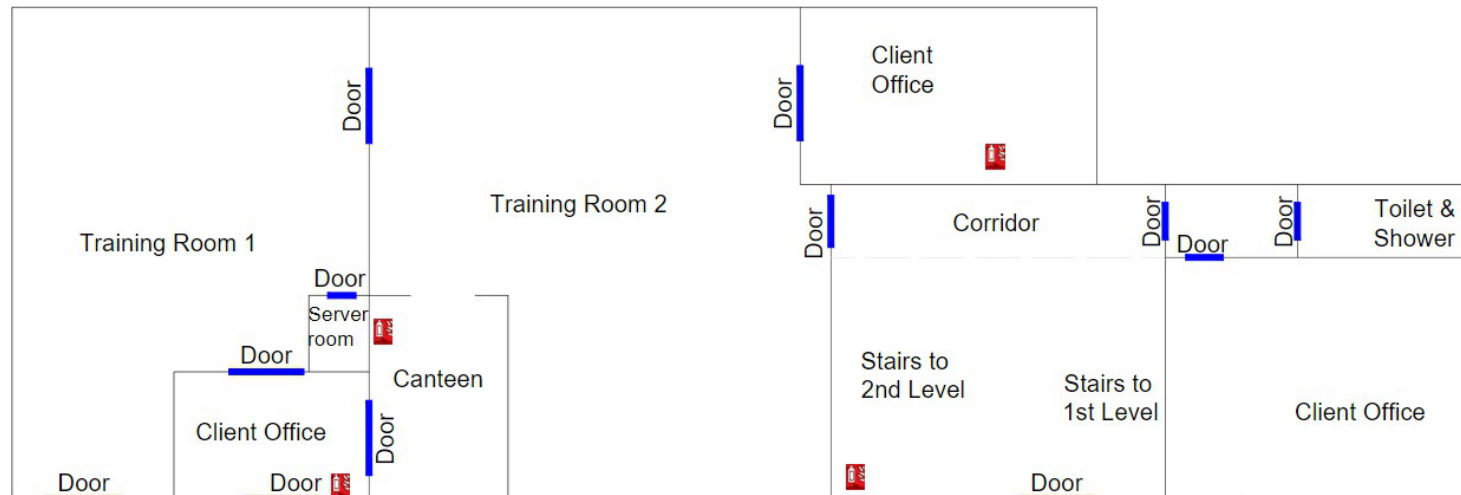 Client
Office
Door
Door
Training Room 2
Training Room 1
Door
Corridor
Door
Door
Door
Toilet &
Shower
Door
Server
room
Door
Canteen
Stairs to
2nd Level
Stairs to
1st Level
Client Office
Client Office
Door
Door
Door
Door